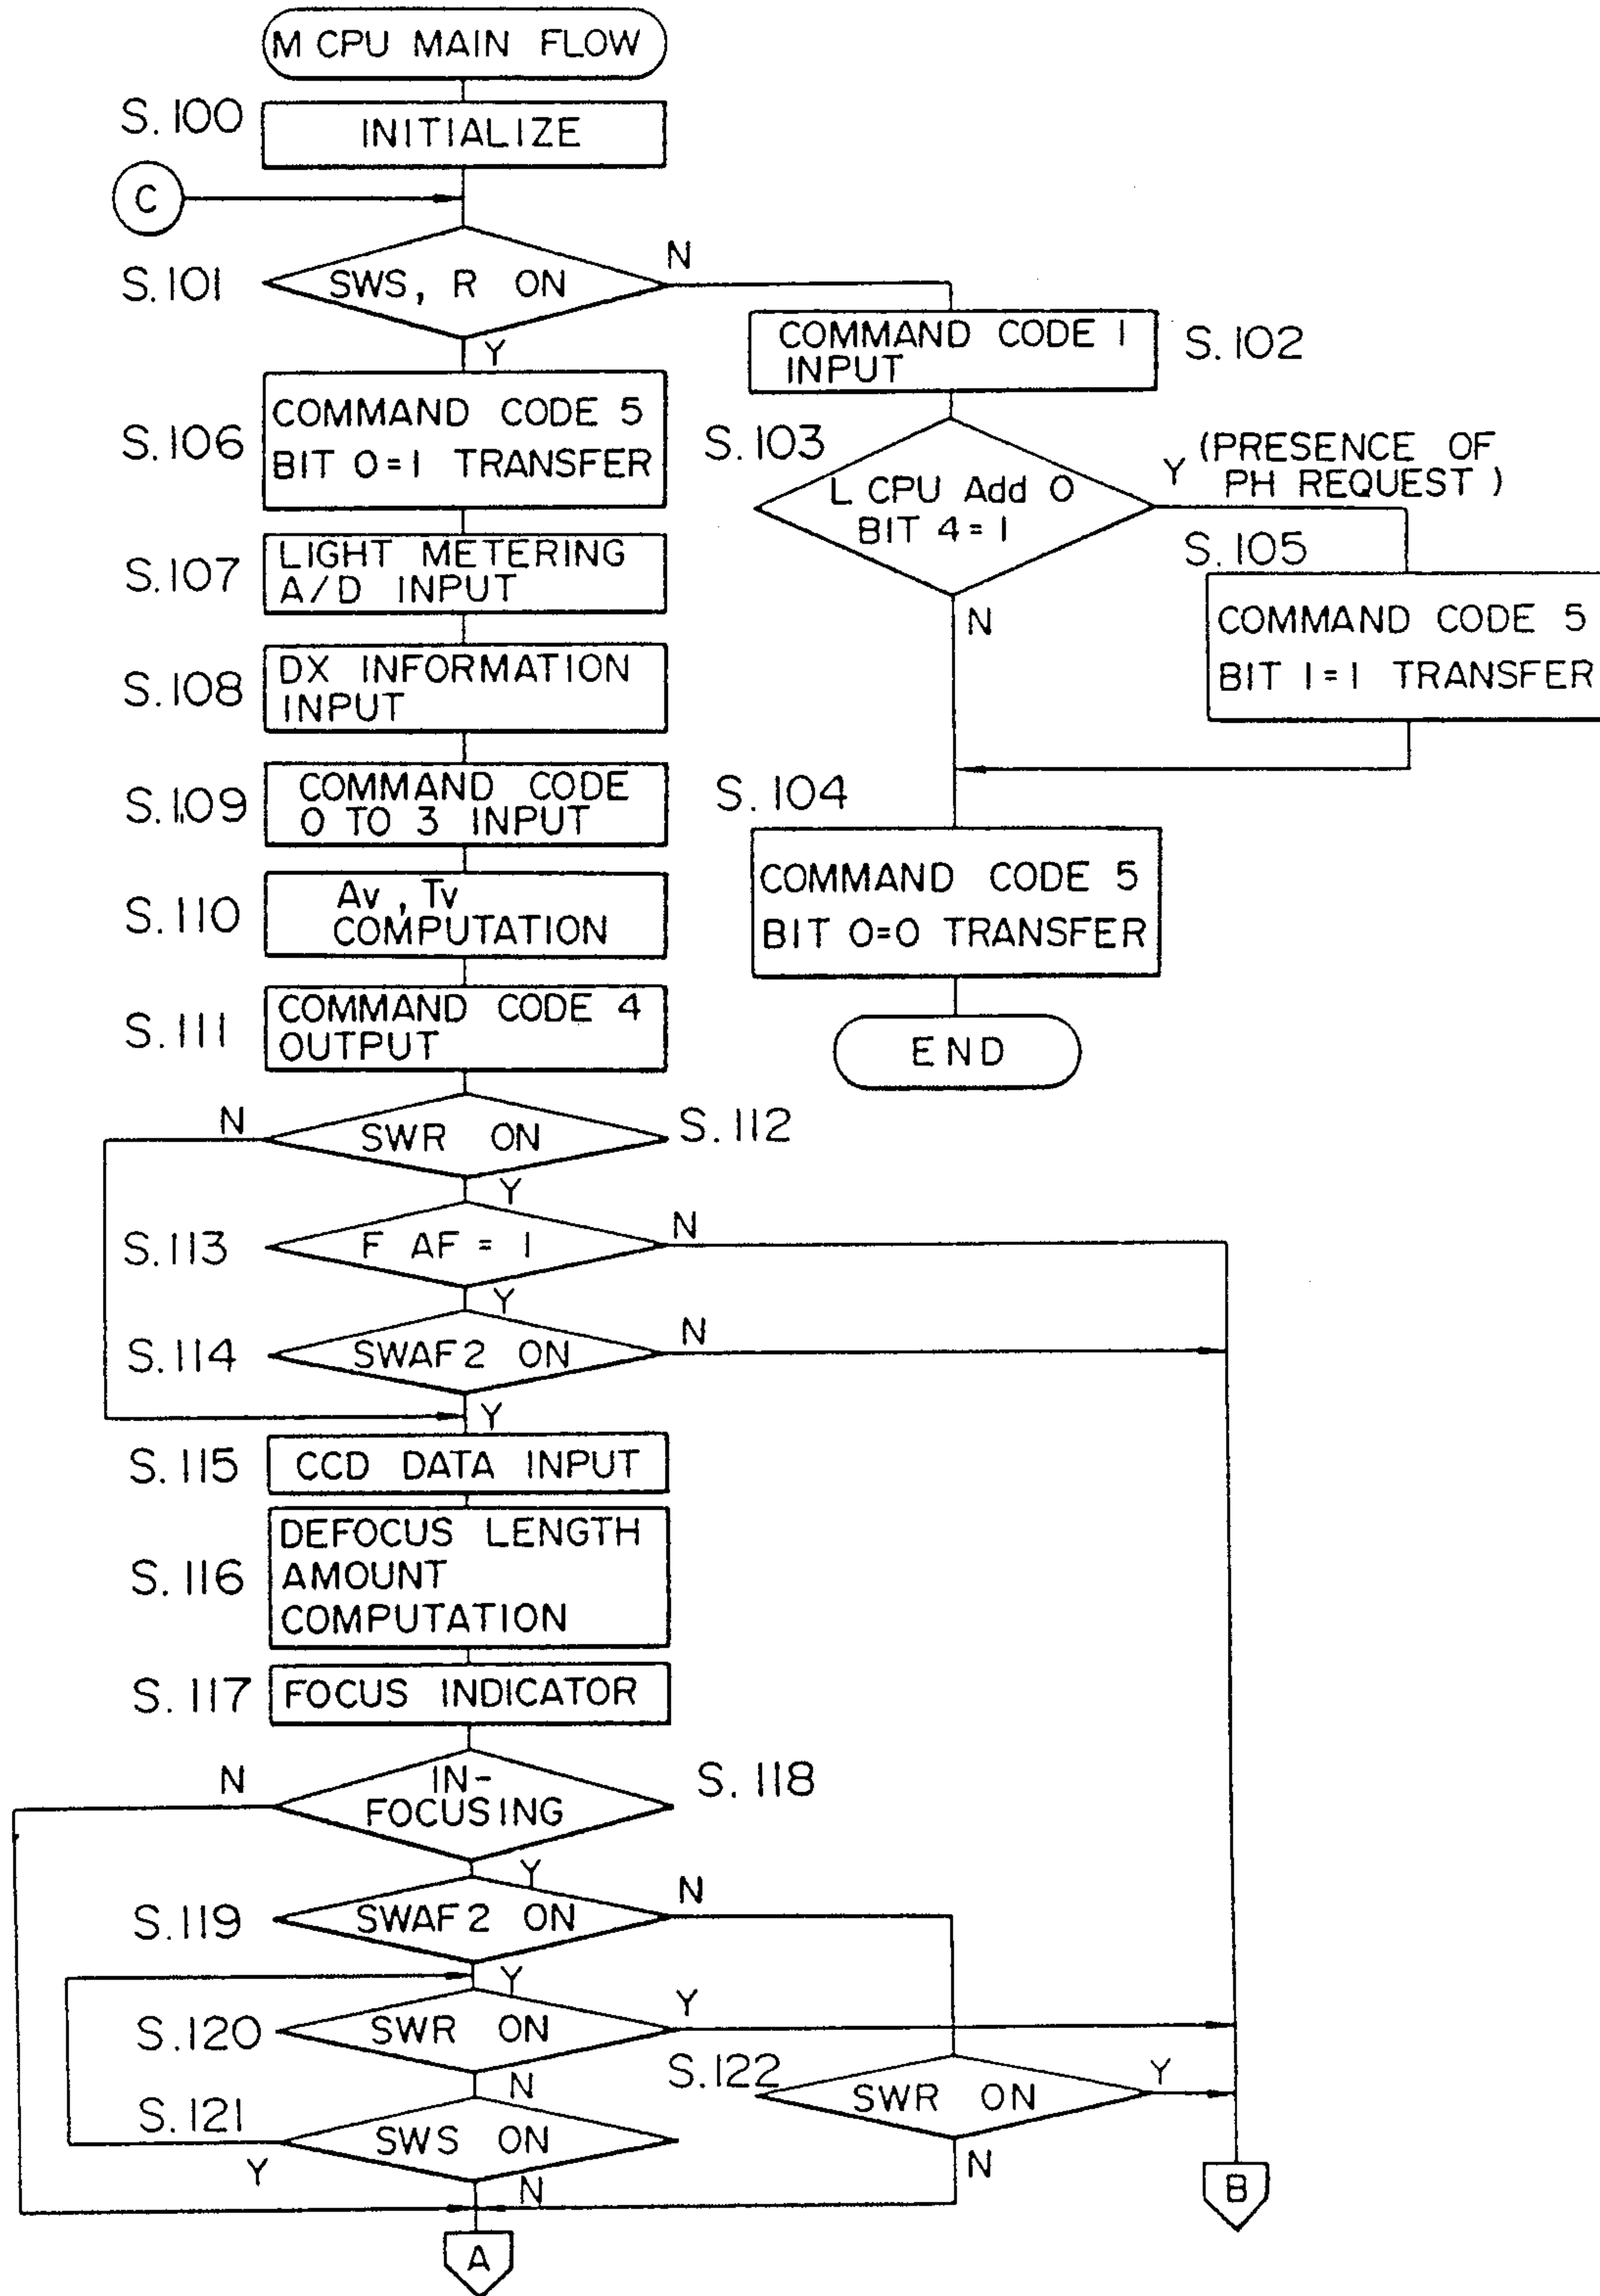 M CPU MAIN FLOW
S.100
INITIALIZE
C
S.101
SWS, R ON
N
Y
COMMAND CODE 1
INPUT
S.102
S.106
COMMAND CODE 5
BIT 0=1 TRANSFER
S.103
L CPU Add 0
BIT 4=1
Y
(PRESENCE OF
PH REQUEST)
N
S.105
COMMAND CODE 5
BIT 1=1 TRANSFER
S.107
LIGHT METERING
A/D INPUT
S.108
DX INFORMATION
INPUT
S.109
COMMAND CODE
0 TO 3 INPUT
S.104
COMMAND CODE 5
BIT 0=0 TRANSFER
END
S.110
Av, Tv
COMPUTATION
S.111
COMMAND CODE 4
OUTPUT
N
SWR ON
S.112
Y
S.113
F AF = 1
N
Y
S.114
SWAF2 ON
N
Y
S.115
CCD DATA INPUT
S.116
DEFOCUS LENGTH
AMOUNT
COMPUTATION
S.117
FOCUS INDICATOR
N
IN-
FOCUSING
S.118
Y
S.119
SWAF2 ON
N
Y
S.120
SWR ON
Y
N
S.122
SWR ON
Y
N
S.121
SWS ON
Y
N
B
A